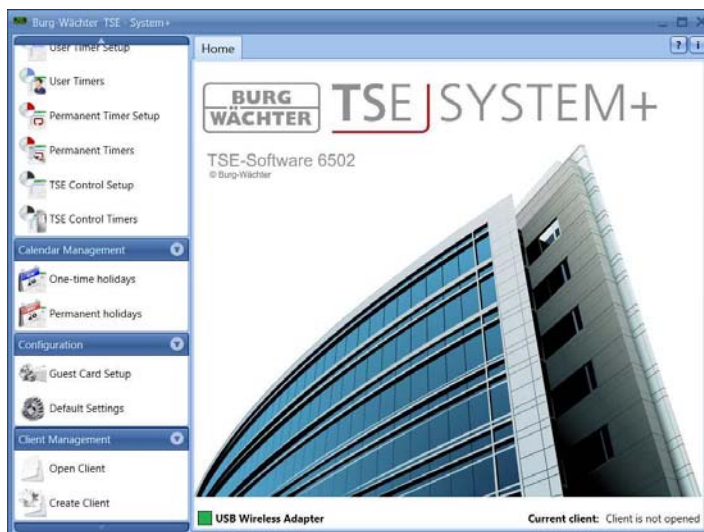 Burg-Wächter TSE - System+
User Timer Setup
User Timers
Permanent Timer Setup
Permanent Timers
TSE Control Setup
TSE Control Timers
Calendar Management
One-time holidays
Permanent holidays
Configuration
Guest Card Setup
Default Settings
Client Management
Open Client
Create Client
Home
? i
BURG
WÄCHTER
TSE SYSTEM+
TSE-Software 6502
© Burg-Wächter
USB Wireless Adapter
Current client: Client is not opened